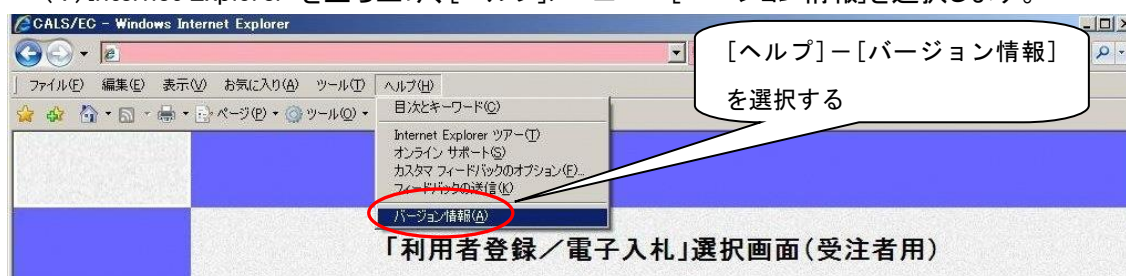 CALS/EC - Windows Internet Explorer
ファイル(F) 編集(E) 表示(V) お気に入り(A) ツール(T) ヘルプ(H)
ページ(P) ツール(O)
目次とキーワード(C)
Internet Explorer ツアー(T)
オンライン サポート(S)
カスタマ フィードバックのオプション(F)...
フィードバックの送信(K)
バージョン情報(A)
[ヘルプ]－[バージョン情報]
を選択する
「利用者登録／電子入札」選択画面(受注者用)